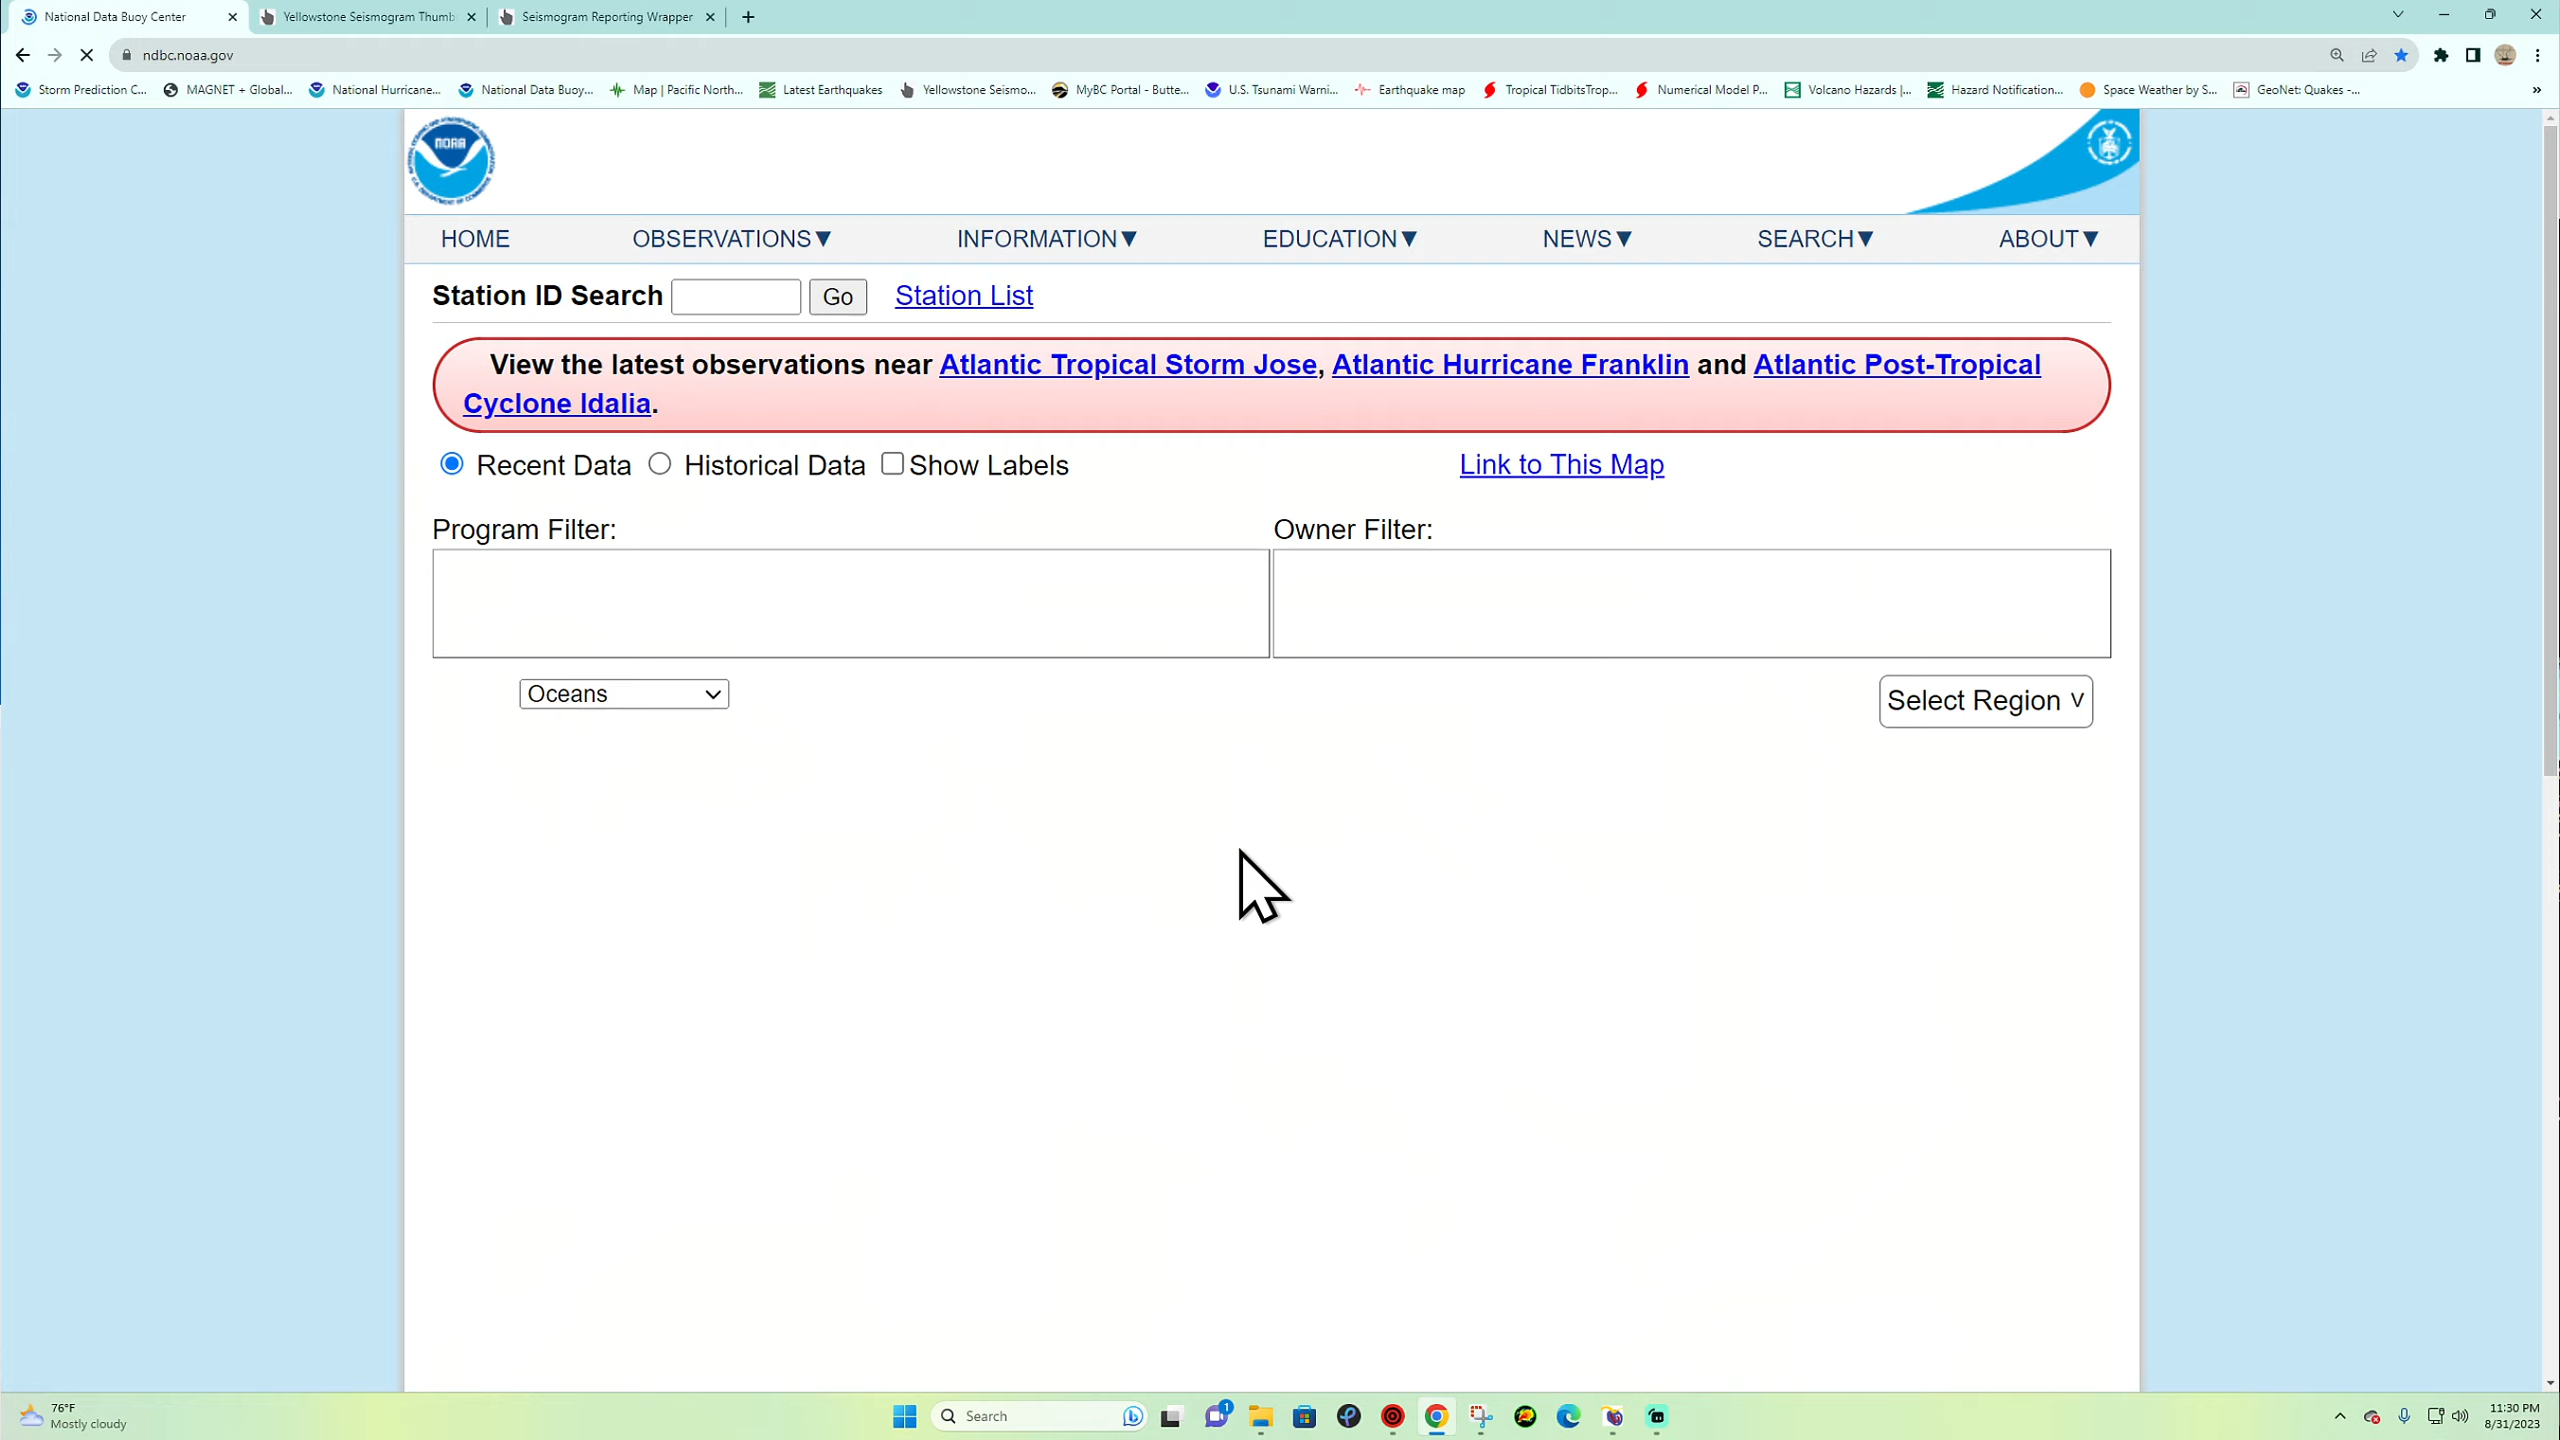 National Data Buoy Center
Yellowstone Seismogram Thumb
Seismogram Reporting Wrapper
ndbc.noaa.gov
Storm Prediction C...
MAGNET + Global...
National Hurricane...
National Data Buoy...
Map | Pacific North...
Latest Earthquakes
Yellowstone Seismo...
MyBC Portal - Butte...
U.S. Tsunami Warni...
Earthquake map
Tropical TidbitsTrop...
Numerical Model P...
Volcano Hazards |...
Hazard Notification...
Space Weather by S...
GeoNet: Quakes -...
NOAA
HOME
OBSERVATIONS▼
INFORMATION▼
EDUCATION▼
NEWS▼
SEARCH▼
ABOUT▼
Station ID Search Go Station List
View the latest observations near Atlantic Tropical Storm Jose, Atlantic Hurricane Franklin and Atlantic Post-Tropical
Cyclone Idalia.
Recent Data Historical Data Show Labels Link to This Map
Program Filter:
Owner Filter:
Oceans
Select Region V
76°F
Mostly cloudy
Search
1
11:30 PM
8/31/2023